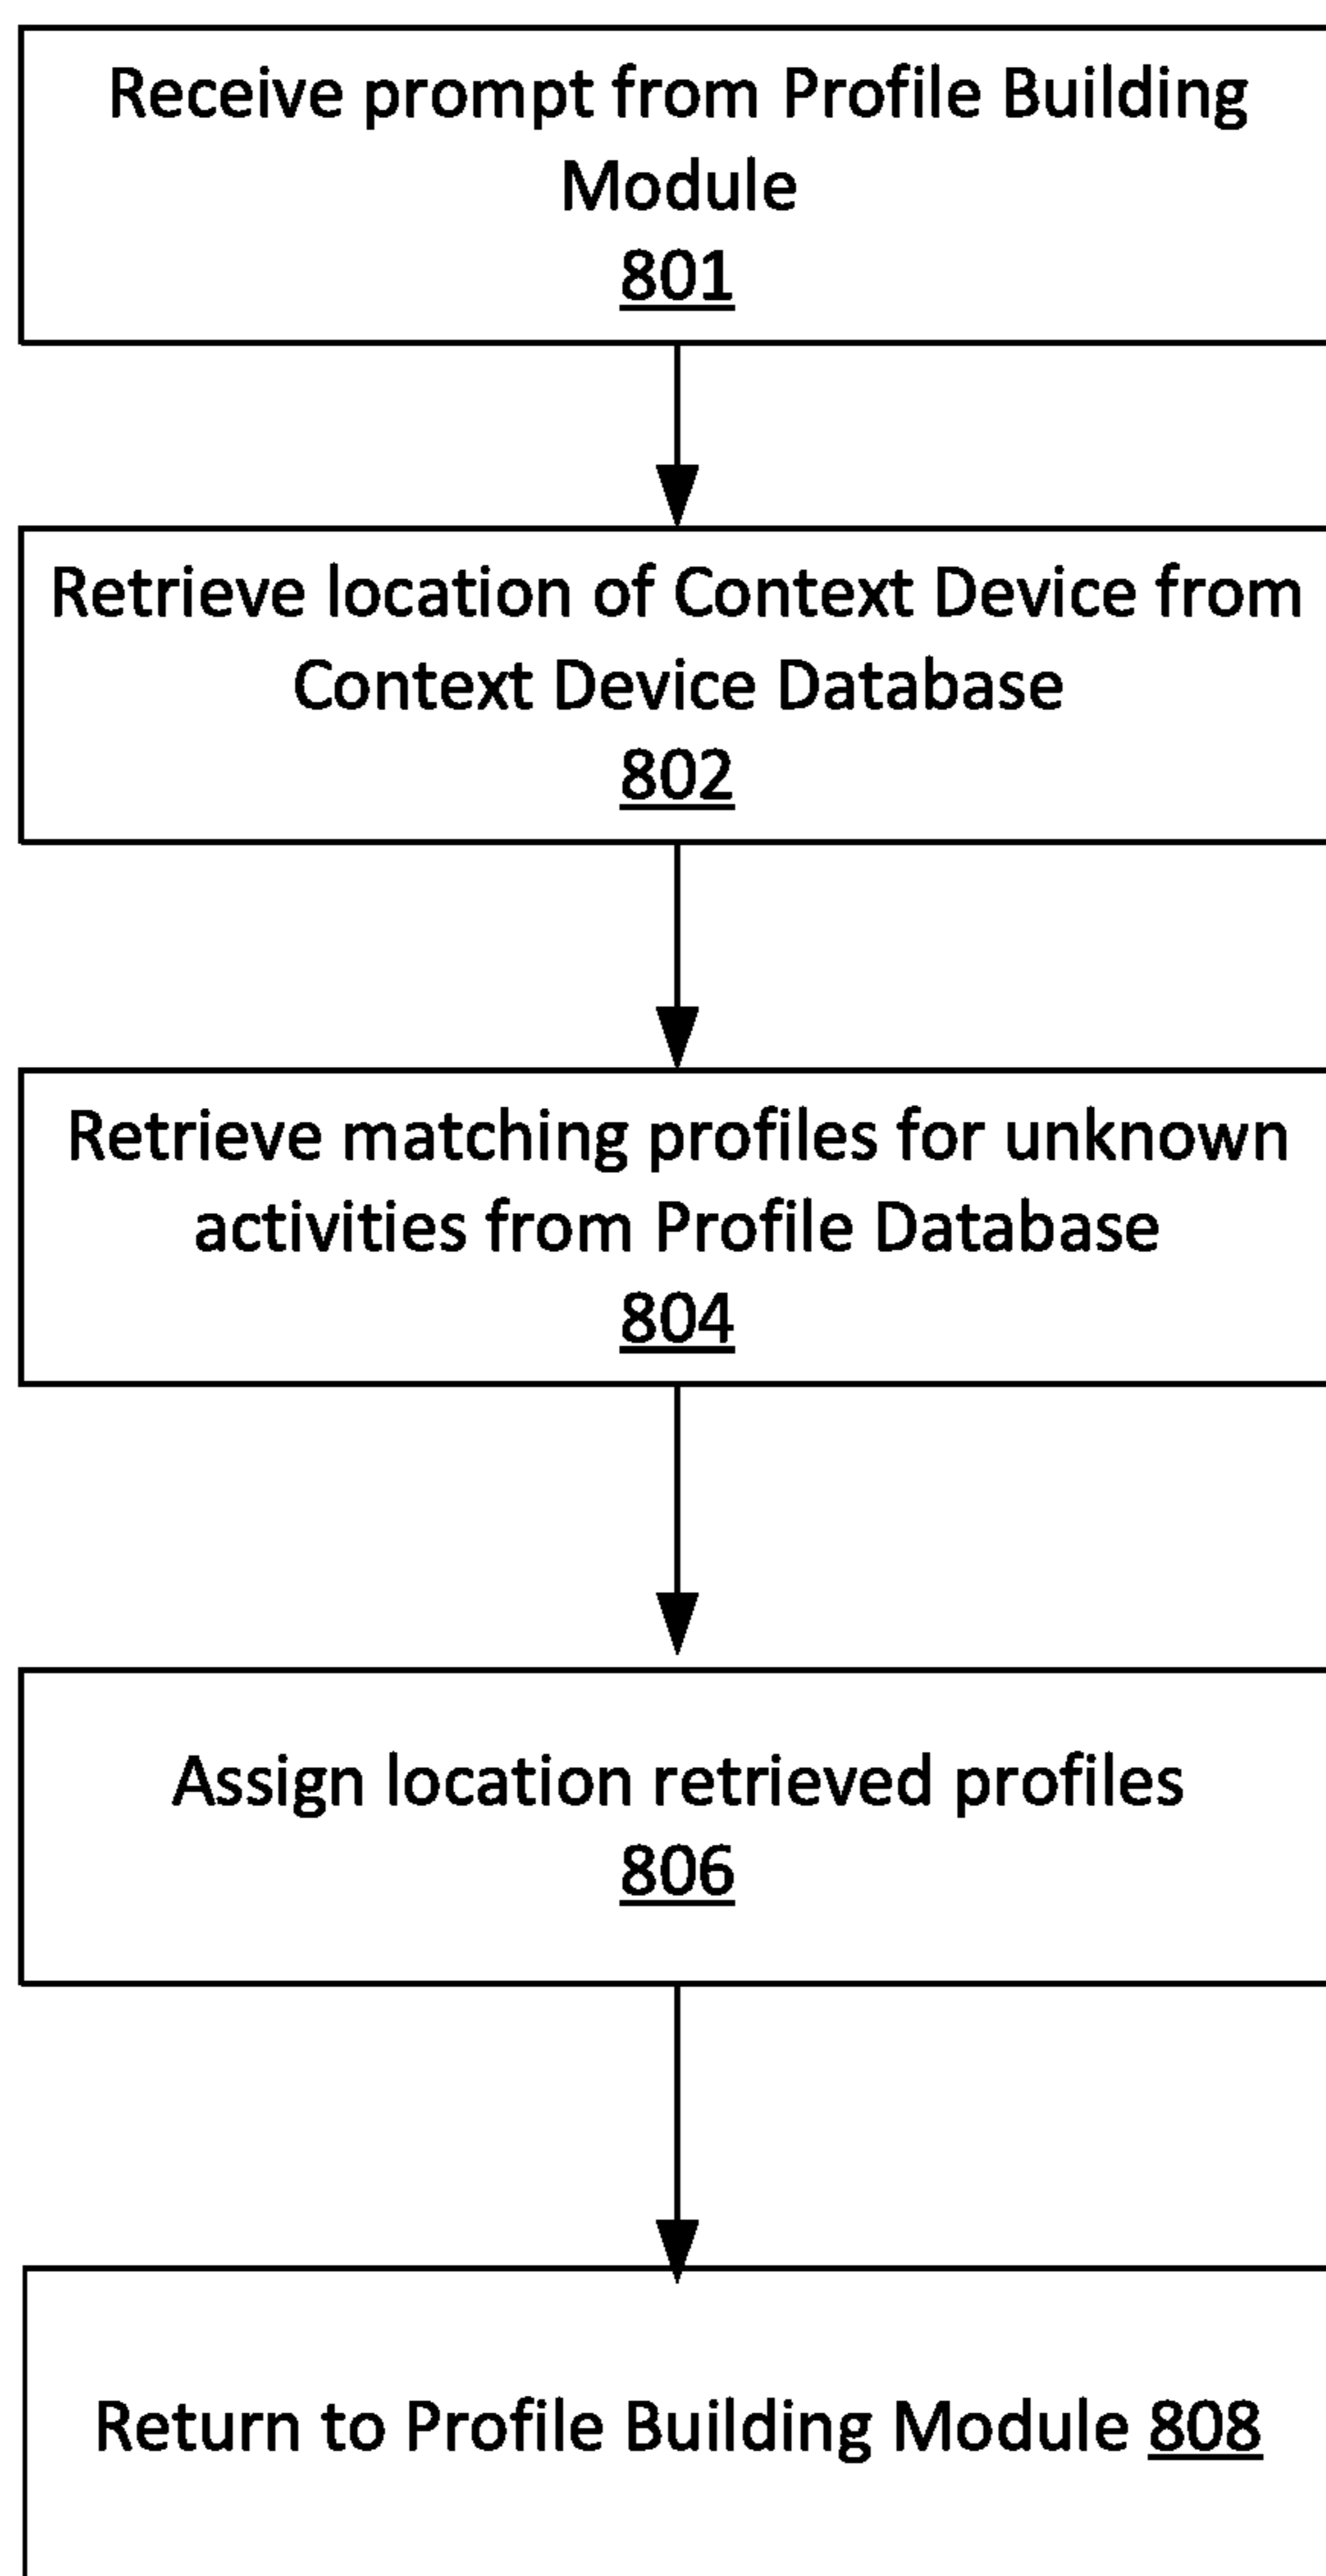 Receive prompt from Profile Building
Module
801
Retrieve location of Context Device from
Context Device Database
802
Retrieve matching profiles for unknown
activities from Profile Database
804
Assign location retrieved profiles
806
Return to Profile Building Module 808